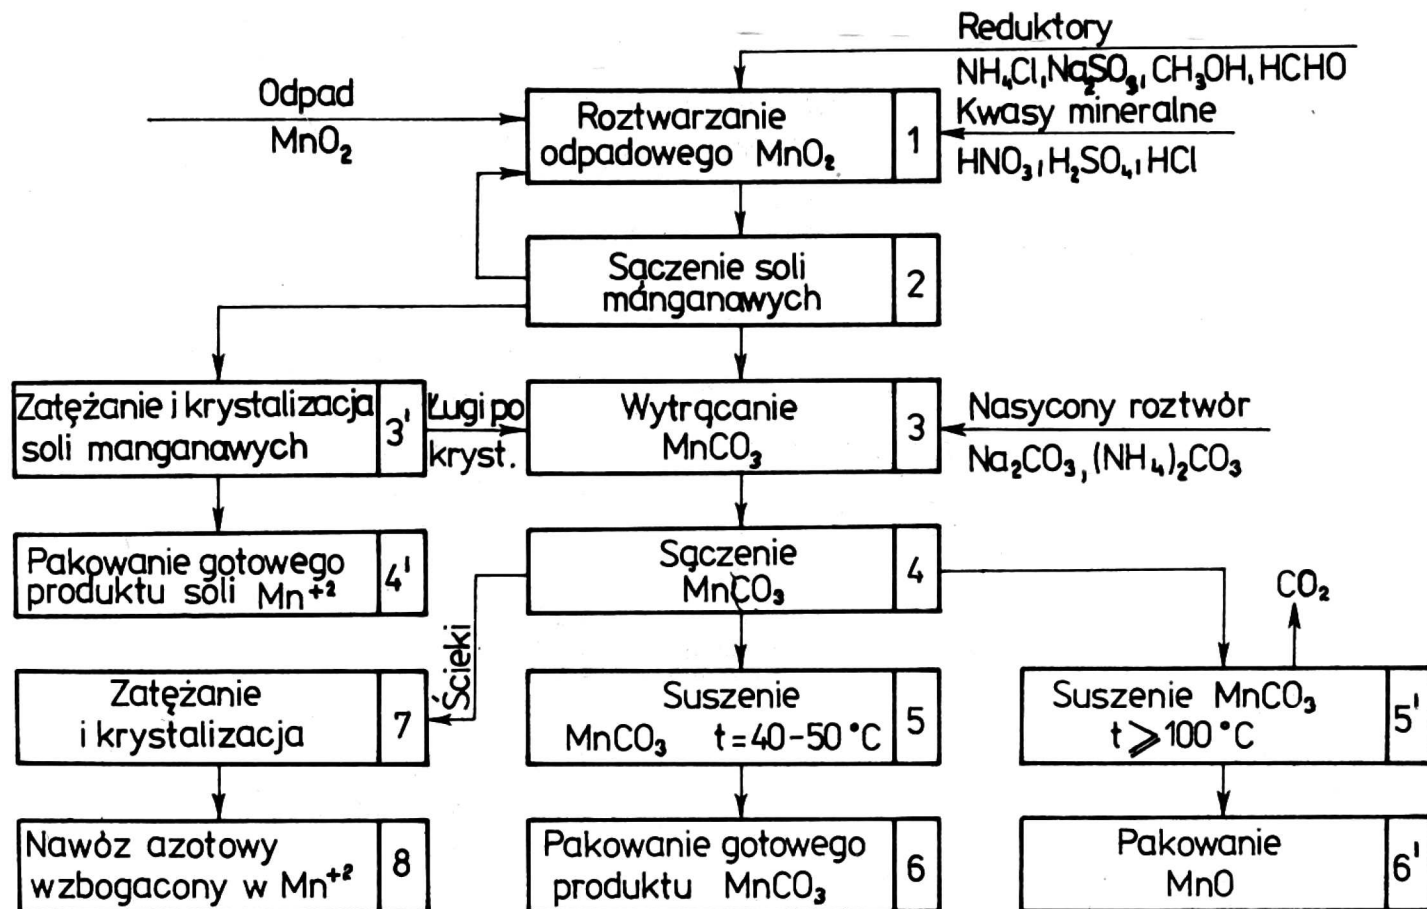 Reduktory
NH₄Cl, Na₂SO₃, CH₃OH, HCHO
Odpad
MnO₂
Roztwarzanie
odpadowego MnO₂
1
Kwasy mineralne
HNO₃, H₂SO₄, HCl
Sączenie soli
manganawych
2
Zatężanie i krystalizacja
soli manganawych
3'
Ługi po
kryst.
Wytrącanie
MnCO₃
3
Nasycony roztwór
Na₂CO₃, (NH₄)₂CO₃
Pakowanie gotowego
produktu soli Mn⁺²
4'
Sączenie
MnCO₃
4
CO₂
Ścieki
Zatężanie
i krystalizacja
7
Suszenie
MnCO₃ t=40-50°C
5
Suszenie MnCO₃
t⩾100°C
5'
Nawóz azotowy
wzbogacony w Mn⁺²
8
Pakowanie gotowego
produktu MnCO₃
6
Pakowanie
MnO
6'